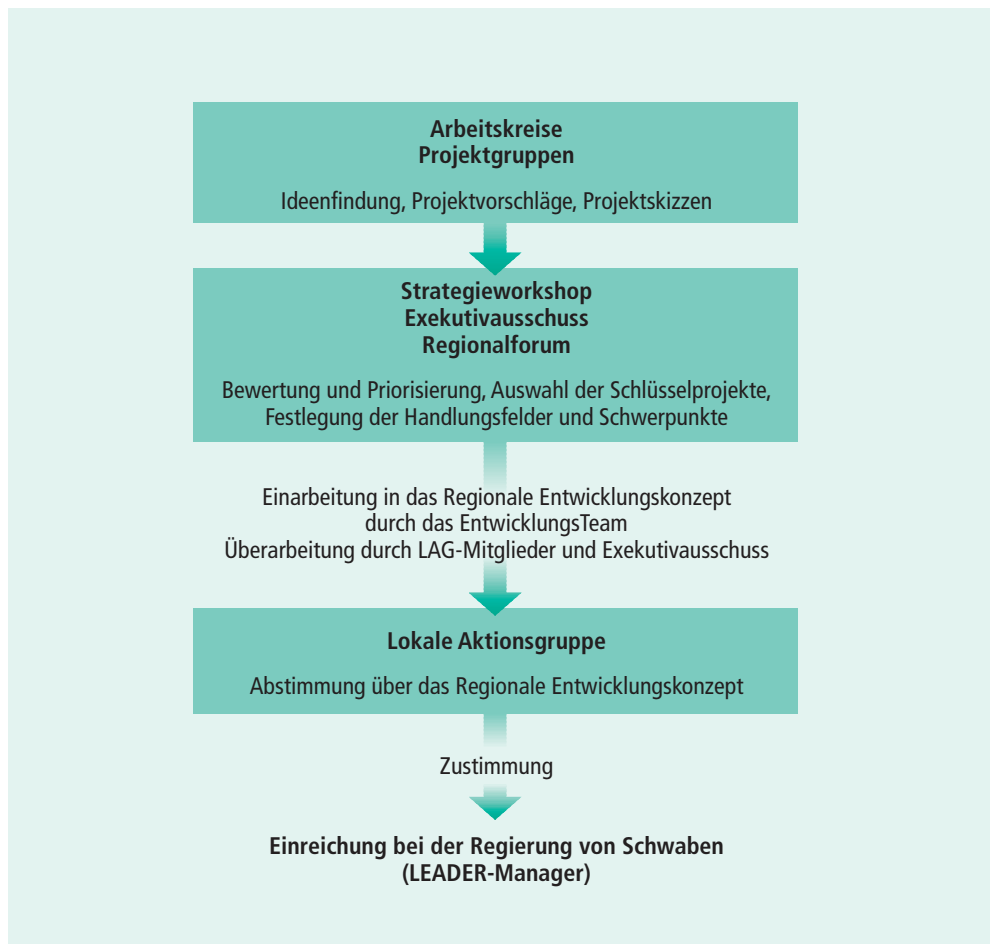 Arbeitskreise
Projektgruppen
Ideenfindung, Projektvorschläge, Projektskizzen
Strategieworkshop
Exekutivausschuss
Regionalforum
Bewertung und Priorisierung, Auswahl der Schlüsselprojekte,
Festlegung der Handlungsfelder und Schwerpunkte
Einarbeitung in das Regionale Entwicklungskonzept
durch das EntwicklungsTeam
Überarbeitung durch LAG-Mitglieder und Exekutivausschuss
Lokale Aktionsgruppe
Abstimmung über das Regionale Entwicklungskonzept
Zustimmung
Einreichung bei der Regierung von Schwaben
(LEADER-Manager)